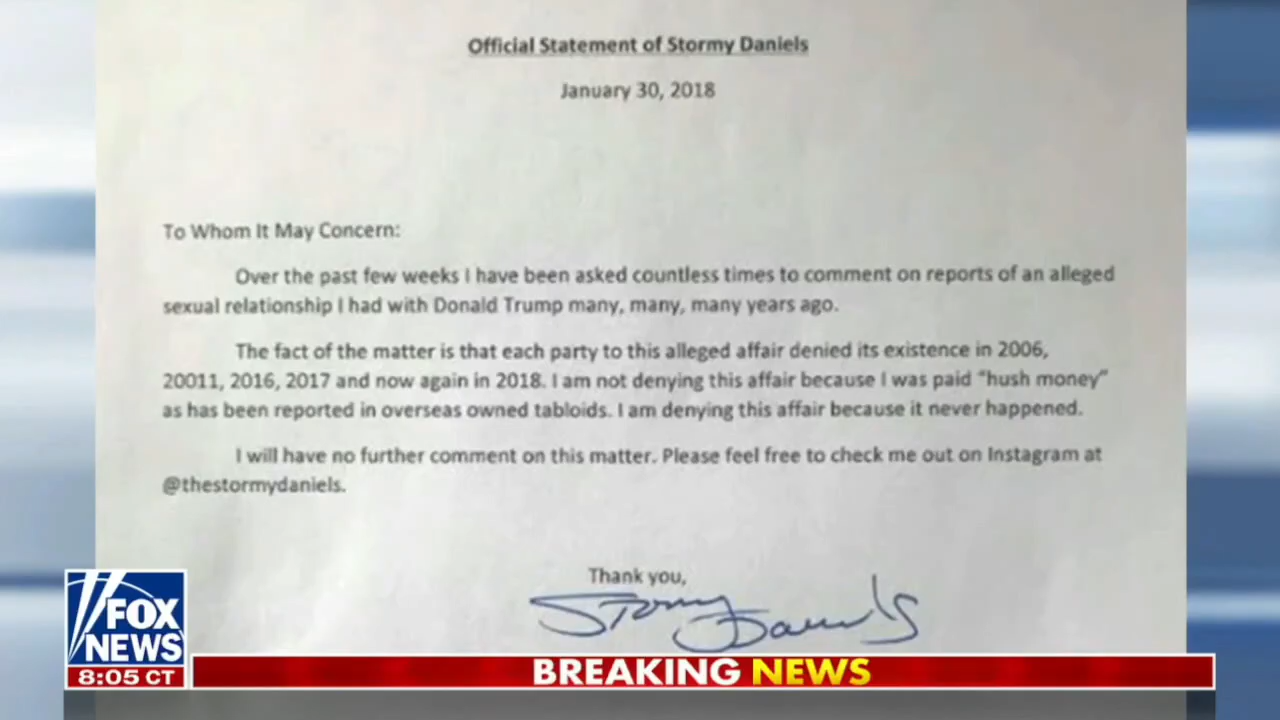 Official Statement of Stormy Daniels
January 30, 2018
To Whom It May Concern:
Over the past few weeks I have been asked countless times to comment on reports of an alleged
sexual relationship I had with Donald Trump many, many, many years ago.
The fact of the matter is that each party to this alleged affair denied its existence in 2006,
20011, 2016, 2017 and now again in 2018. I am not denying this affair because I was paid “hush money”
as has been reported in overseas owned tabloids. I am denying this affair because it never happened.
I will have no further comment on this matter. Please feel free to check me out on Instagram at
@thestormydaniels.
Thank you,
Stormy Daniels
FOX
NEWS
8:05 CT
BREAKING NEWS